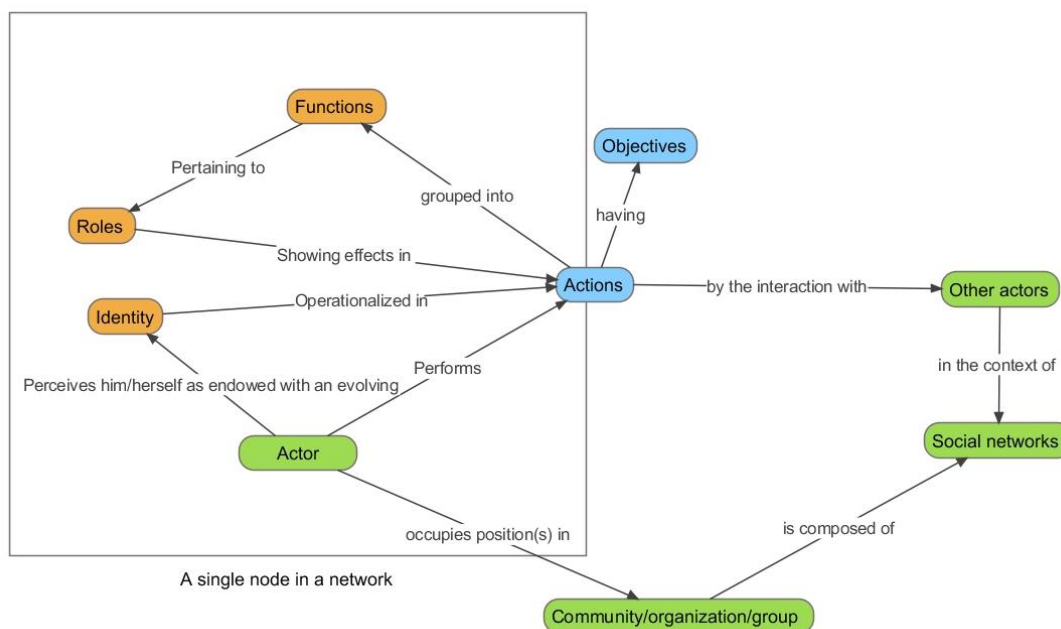 Functions
Objectives
Pertaining to
grouped into
having
Roles
Showing effects in
Actions
by the interaction with
Other actors
Operationalized in
Identity
Performs
in the context of
Perceives him/herself as endowed with an evolving
Actor
Social networks
occupies position(s) in
is composed of
A single node in a network
Community/organization/group